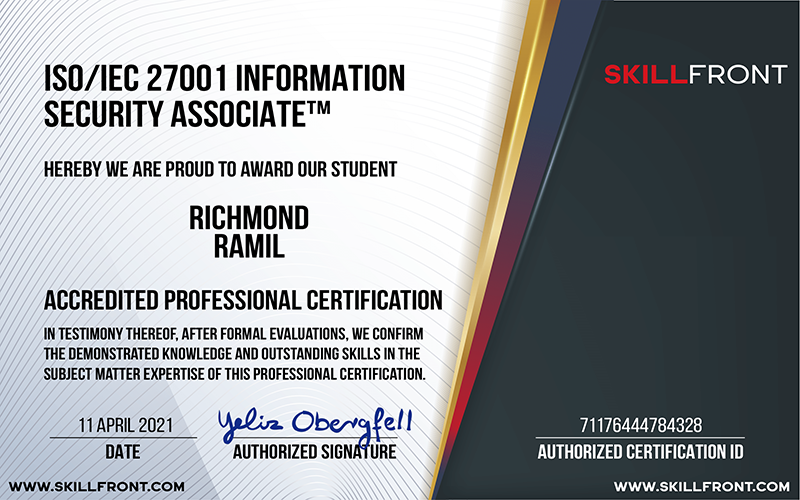 ISO/IEC 27001 INFORMATION
SECURITY ASSOCIATE™
SKILLFRONT
HEREBY WE ARE PROUD TO AWARD OUR STUDENT
RICHMOND
RAMIL
ACCREDITED PROFESSIONAL CERTIFICATION
IN TESTIMONY THEREOF, AFTER FORMAL EVALUATIONS, WE CONFIRM
THE DEMONSTRATED KNOWLEDGE AND OUTSTANDING SKILLS IN THE
SUBJECT MATTER EXPERTISE OF THIS PROFESSIONAL CERTIFICATION.
11 APRIL 2021
DATE
Yeliz Obergfell
AUTHORIZED SIGNATURE
71176444784328
AUTHORIZED CERTIFICATION ID
WWW.SKILLFRONT.COM
WWW.SKILLFRONT.COM